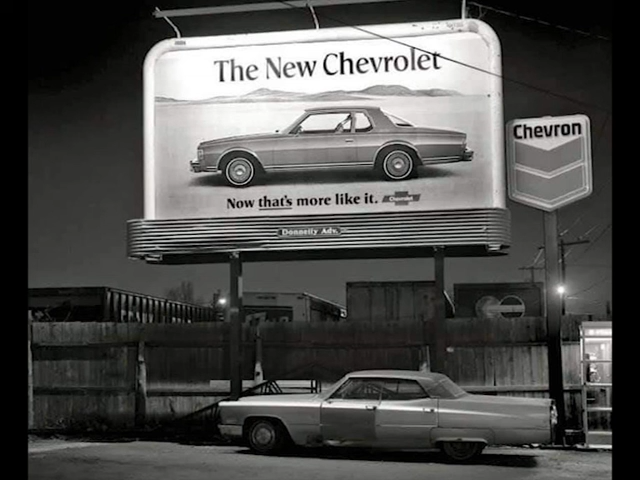 The New Chevrolet
Now that's more like it.
Chevrolet
Donnelly Adv.
Chevron